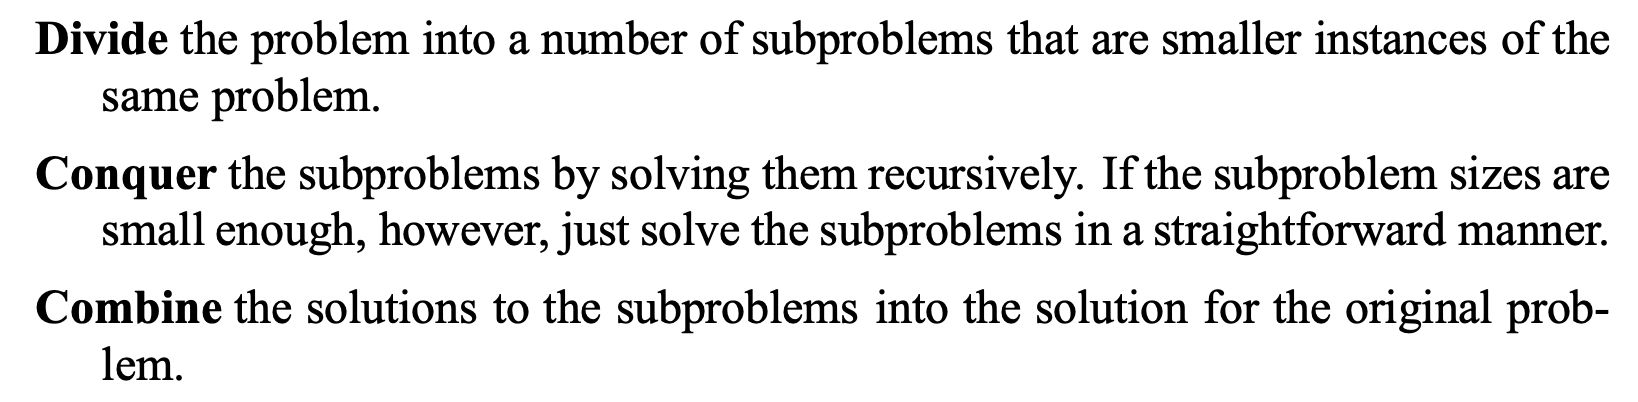 Divide the problem into a number of subproblems that are smaller instances of the
same problem.
Conquer the subproblems by solving them recursively. If the subproblem sizes are
small enough, however, just solve the subproblems in a straightforward manner.
Combine the solutions to the subproblems into the solution for the original prob-
lem.